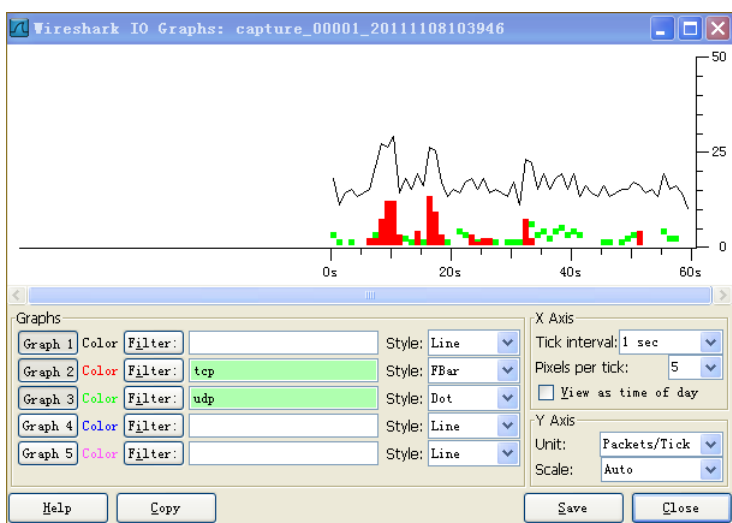 Wireshark IO Graphs: capture_00001_20111108103946
50
25
0
0s 20s 40s 60s
Graphs
Graph 1 Color Filter: Style: Line
Graph 2 Color Filter: tcp Style: FBar
Graph 3 Color Filter: udp Style: Dot
Graph 4 Color Filter: Style: Line
Graph 5 Color Filter: Style: Line
X Axis
Tick interval: 1 sec
Pixels per tick: 5
View as time of day
Y Axis
Unit: Packets/Tick
Scale: Auto
Help Copy Save Close